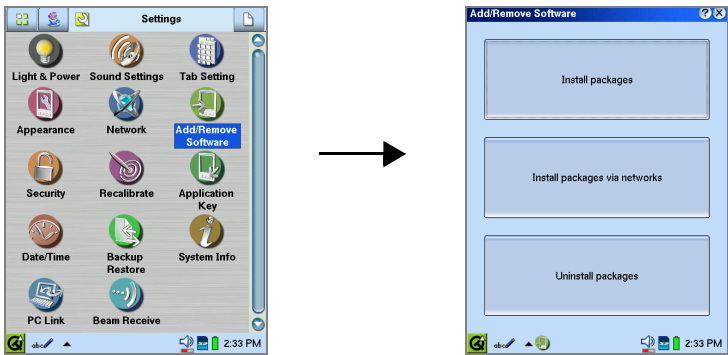 Settings
Light & Power Sound Settings Tab Setting
Appearance Network Add/Remove
Software
Security Recalibrate Application
Key
Date/Time Backup System Info
Restore
PC Link Beam Receive
abc 2:33 PM
Add/Remove Software ? X
Install packages
Install packages via networks
Uninstall packages
abc 2:33 PM